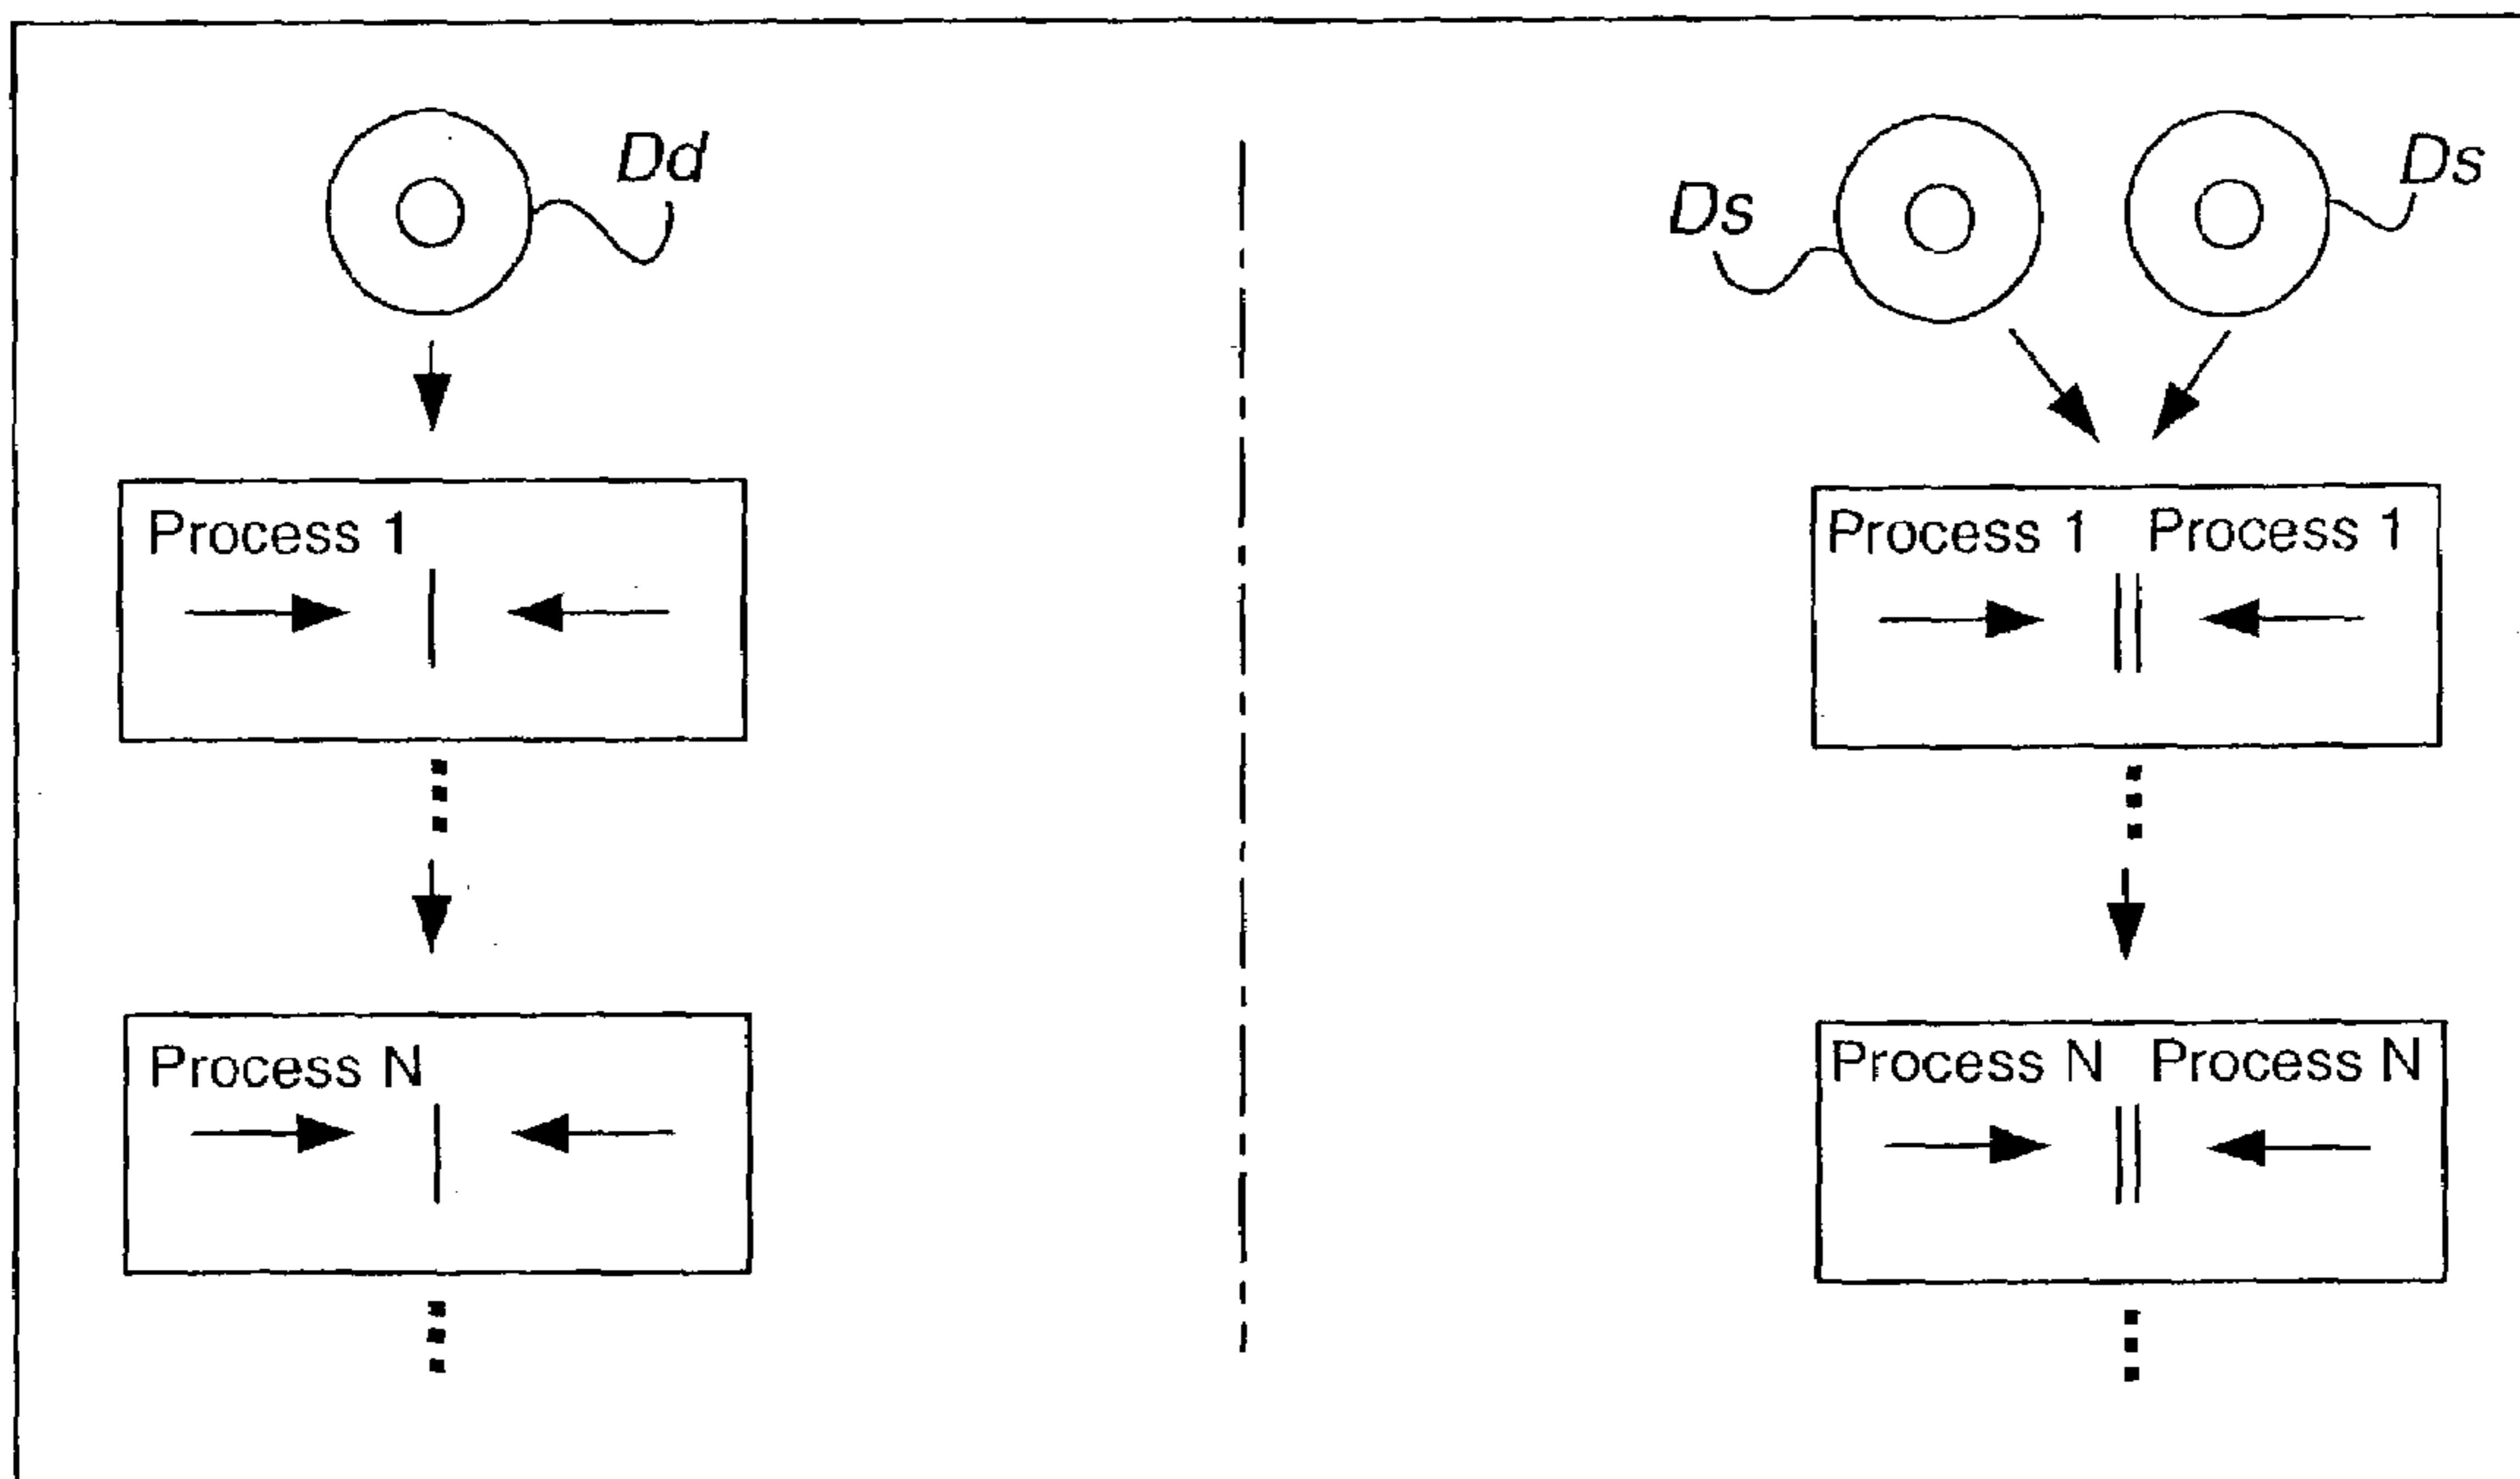 Dd
Process 1
Process N
Ds
Ds
Process 1 Process 1
Process N Process N